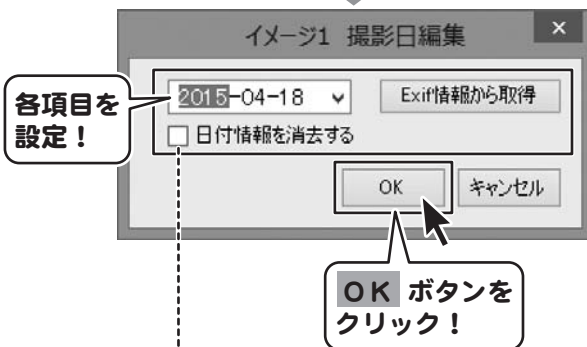 イメージ1 撮影日編集
×
各項目を
設定！
2015-04-18
Exif情報から取得
日付情報を消去する
OK
キャンセル
ＯＫ ボタンを
クリック！